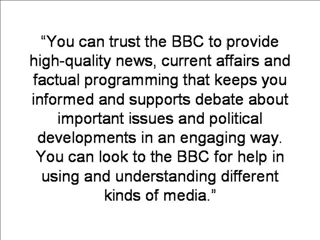 “You can trust the BBC to provide
high-quality news, current affairs and
factual programming that keeps you
informed and supports debate about
important issues and political
developments in an engaging way.
You can look to the BBC for help in
using and understanding different
kinds of media.”